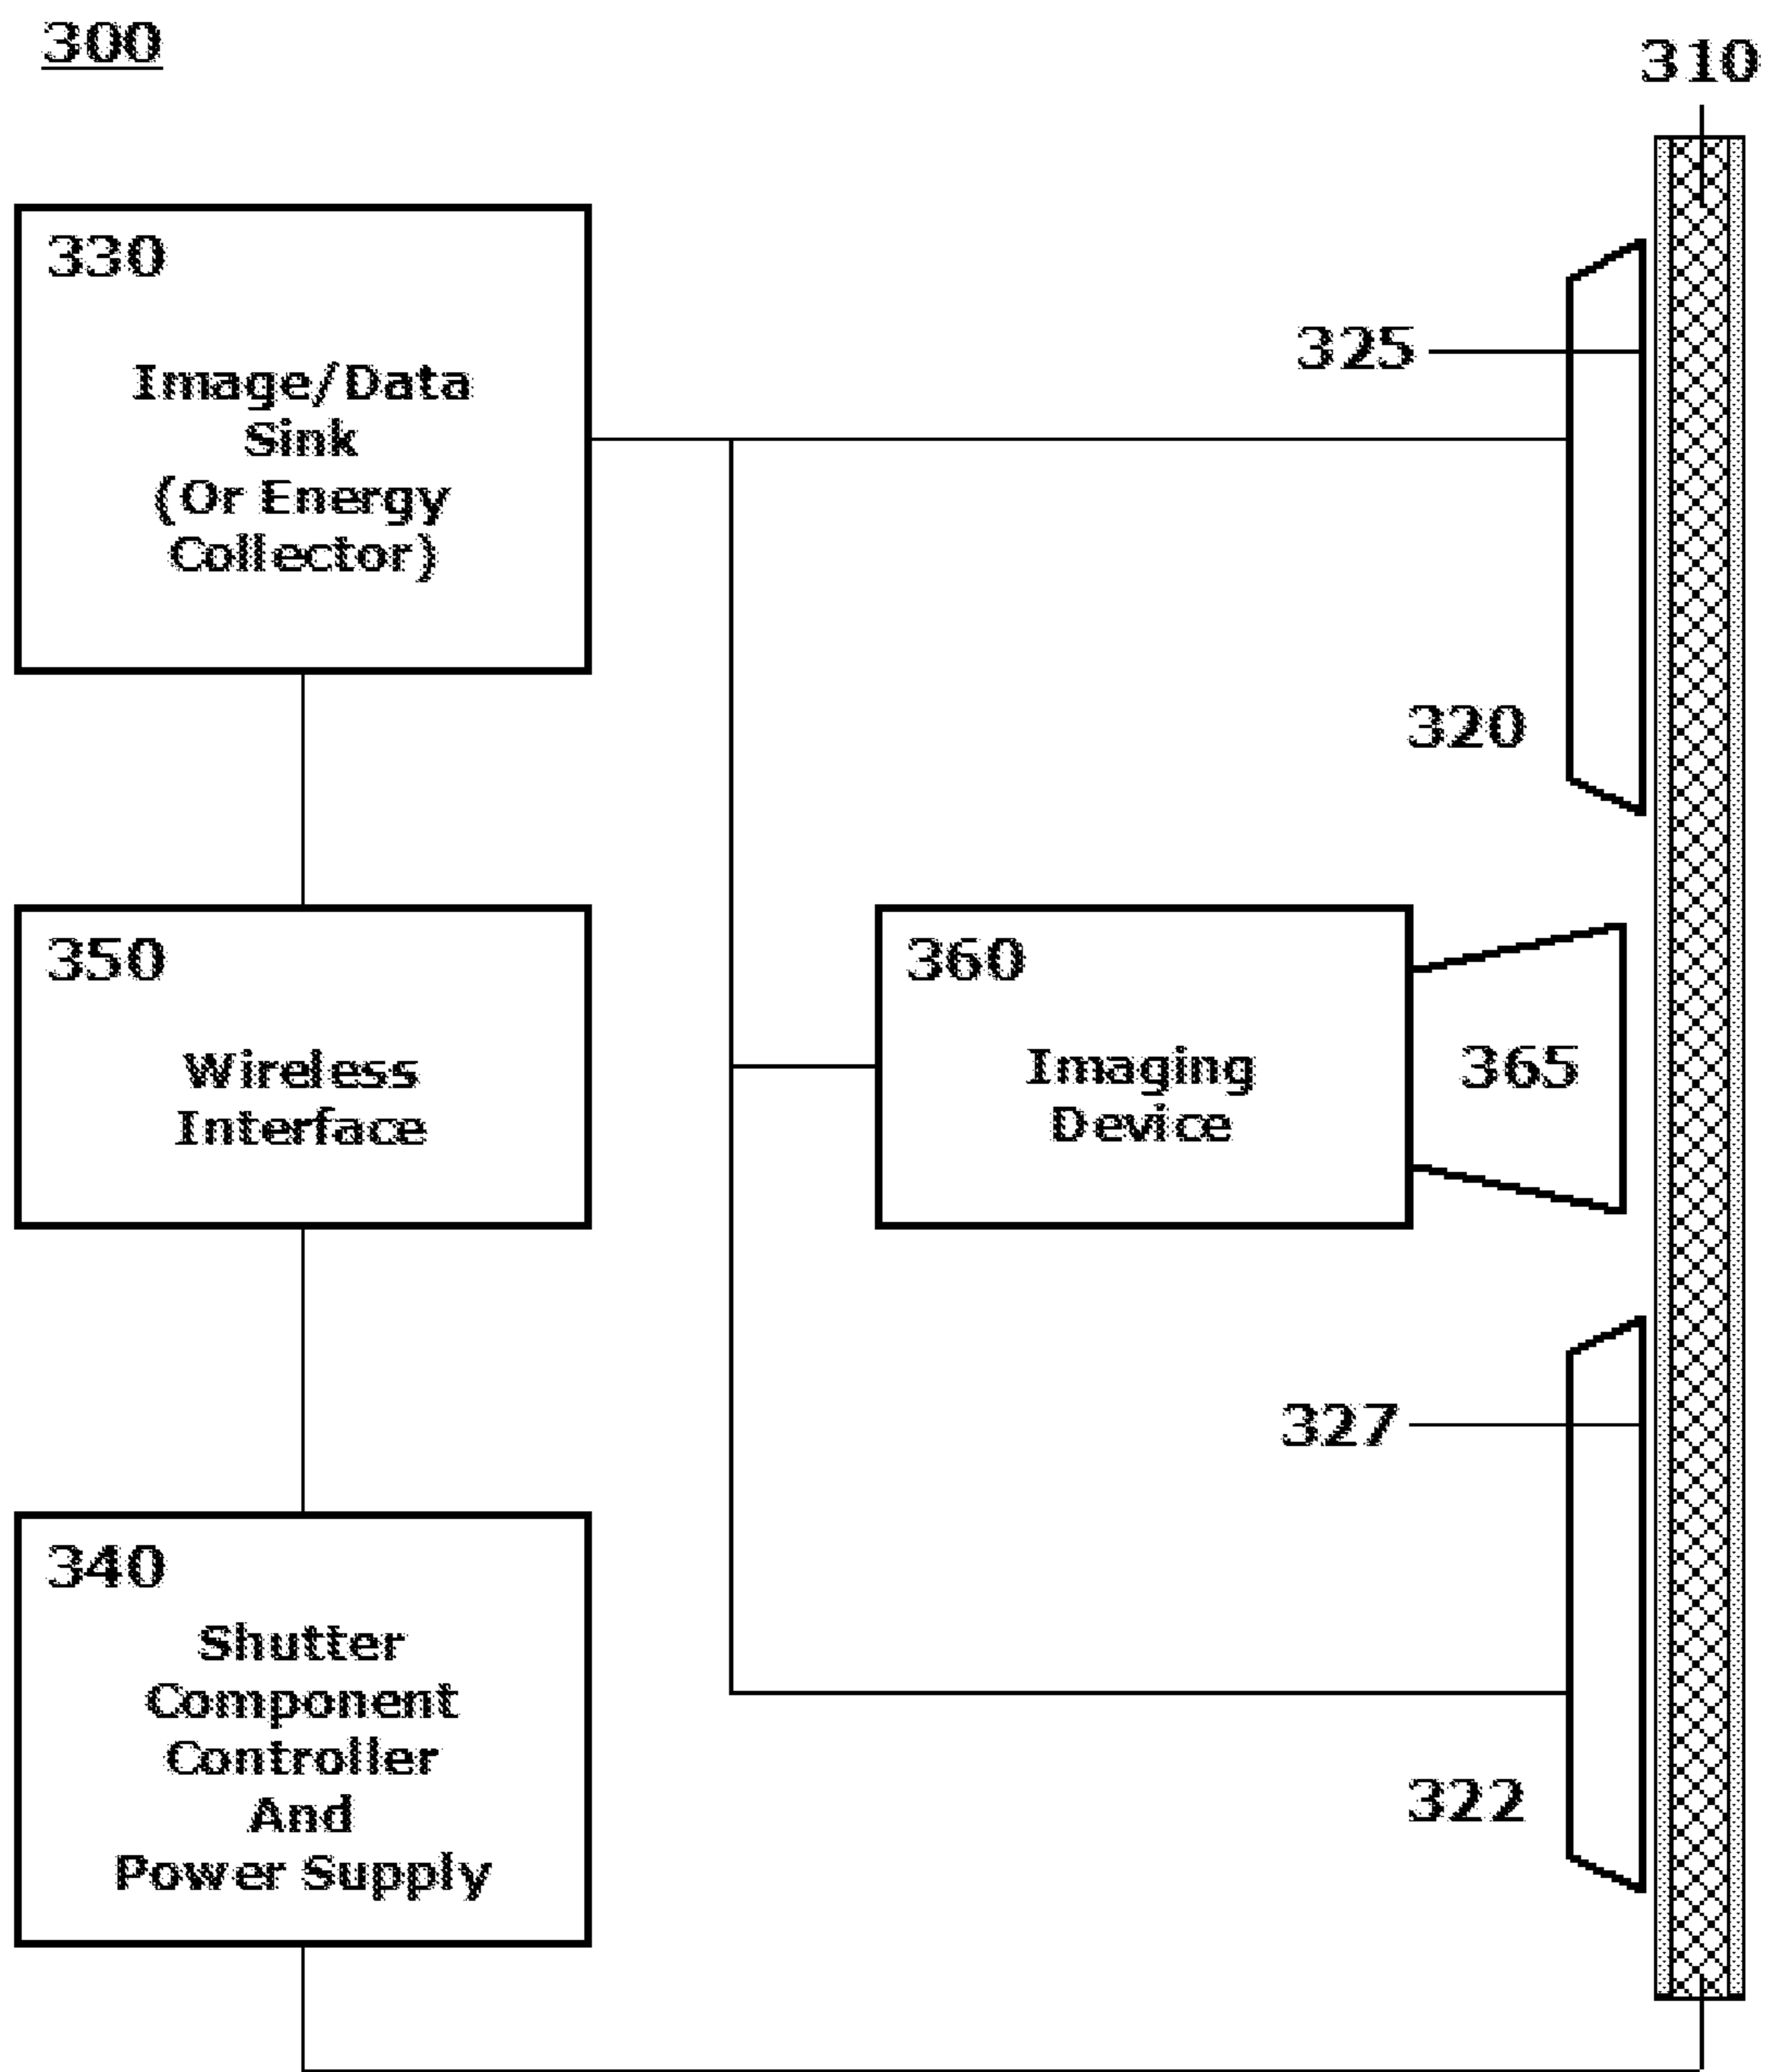 300
310
330
Image/Data
Sink
(Or Energy
Collector)
325
320
350
Wireless
Interface
360
Imaging
Device
365
327
340
Shutter
Component
Controller
And
Power Supply
322